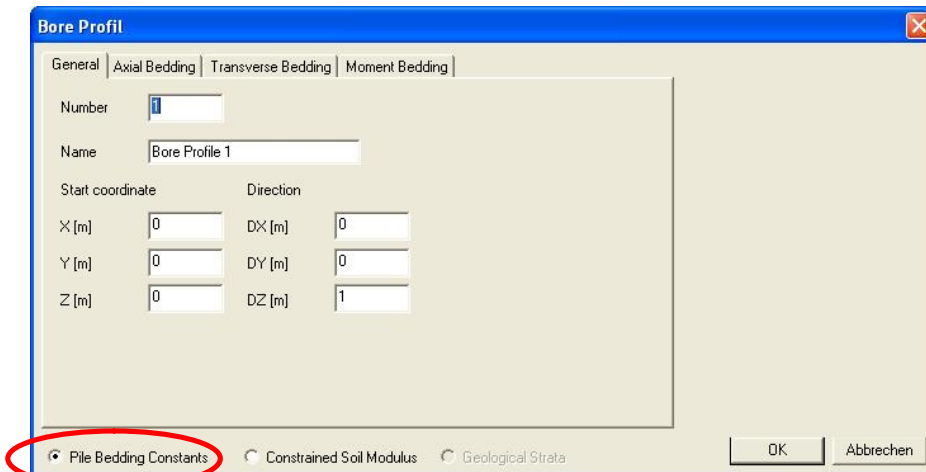 Bore Profil
General Axial Bedding Transverse Bedding Moment Bedding
Number 1
Name Bore Profile 1
Start coordinate Direction
X [m] 0 DX [m] 0
Y [m] 0 DY [m] 0
Z [m] 0 DZ [m] 1
Pile Bedding Constants Constrained Soil Modulus Geological Strata OK Abbrechen